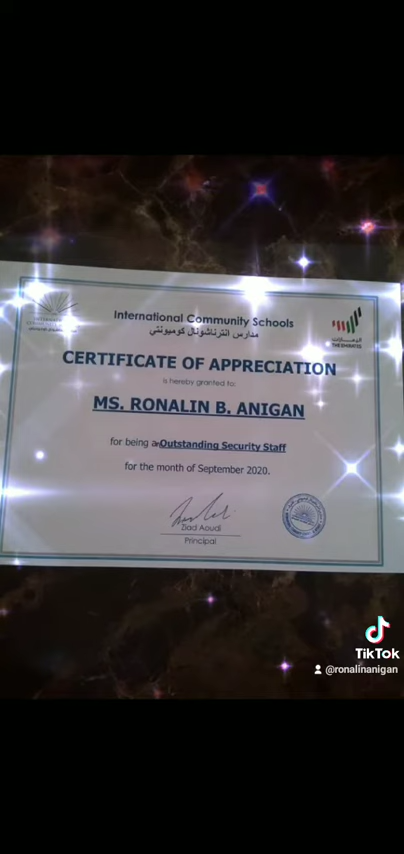 International Community Schools
مدارس انترناشونال كوميونتي
CERTIFICATE OF APPRECIATION
is hereby granted to:
MS. RONALIN B. ANIGAN
for being an Outstanding Security Staff
for the month of September 2020.
Ziad Aoudi
Principal
THE EMIRATES
TikTok
@ronalinanigan